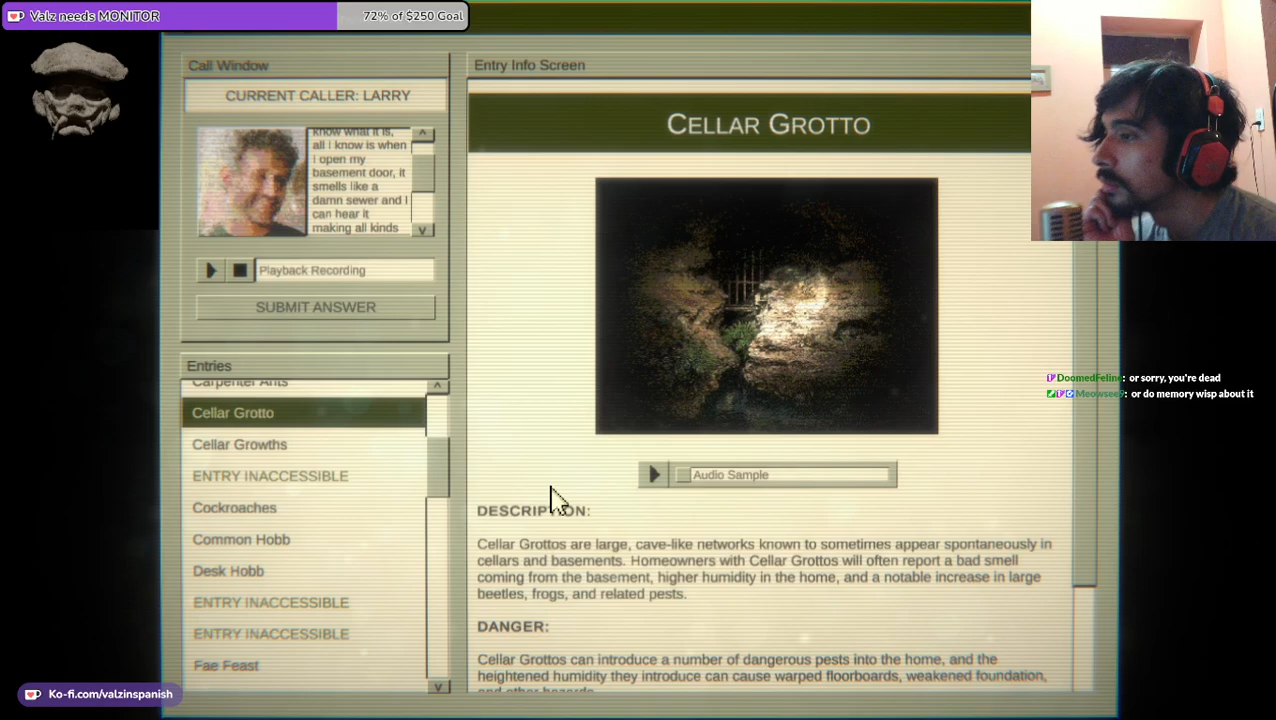 Valz needs MONITOR
72% of $250 Goal
Call Window
CURRENT CALLER: LARRY
know what it is,
all I know is when
I open my
basement door, it
smells like a
damn sewer and I
can hear it
making all kinds
Playback Recording
SUBMIT ANSWER
Entries
Carpenter Ants
Cellar Grotto
Cellar Growths
ENTRY INACCESSIBLE
Cockroaches
Common Hobb
Desk Hobb
ENTRY INACCESSIBLE
ENTRY INACCESSIBLE
Fae Feast
Ko-fi.com/valzinspanish
Entry Info Screen
CELLAR GROTTO
Audio Sample
DESCRIPTION:
Cellar Grottos are large, cave-like networks known to sometimes appear spontaneously in
cellars and basements. Homeowners with Cellar Grottos will often report a bad smell
coming from the basement, higher humidity in the home, and a notable increase in large
beetles, frogs, and related pests.
DANGER:
Cellar Grottos can introduce a number of dangerous pests into the home, and the
heightened humidity they introduce can cause warped floorboards, weakened foundation,
and other hazards.
DoomedFeline: or sorry, you're dead
: or do memory wisp about it